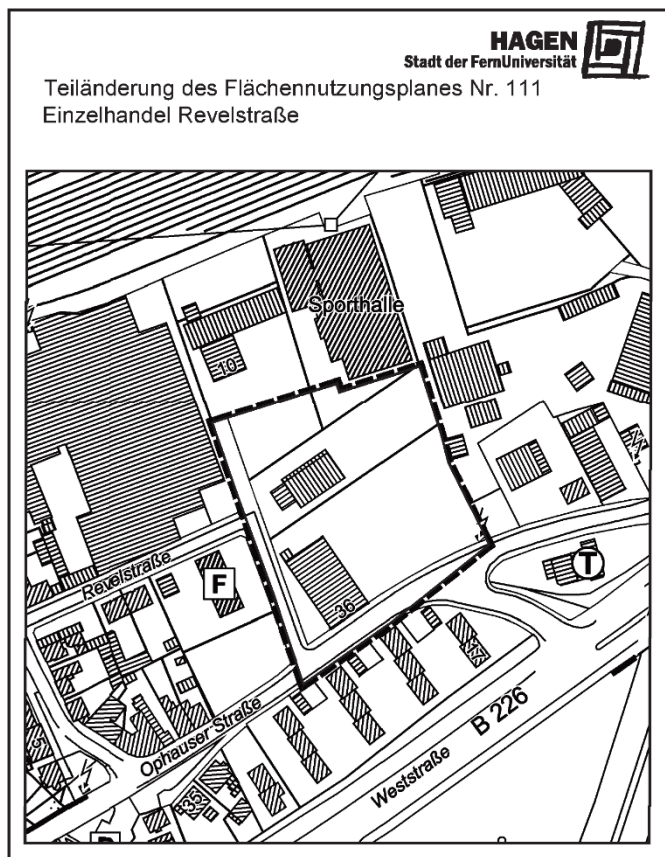 HAGEN
Stadt der FernUniversität
Teiländerung des Flächennutzungsplanes Nr. 111
Einzelhandel Revelstraße
Sporthalle
10
Revelstraße
F
T
36
47
Ophauser Straße
B 226
Weststraße
35